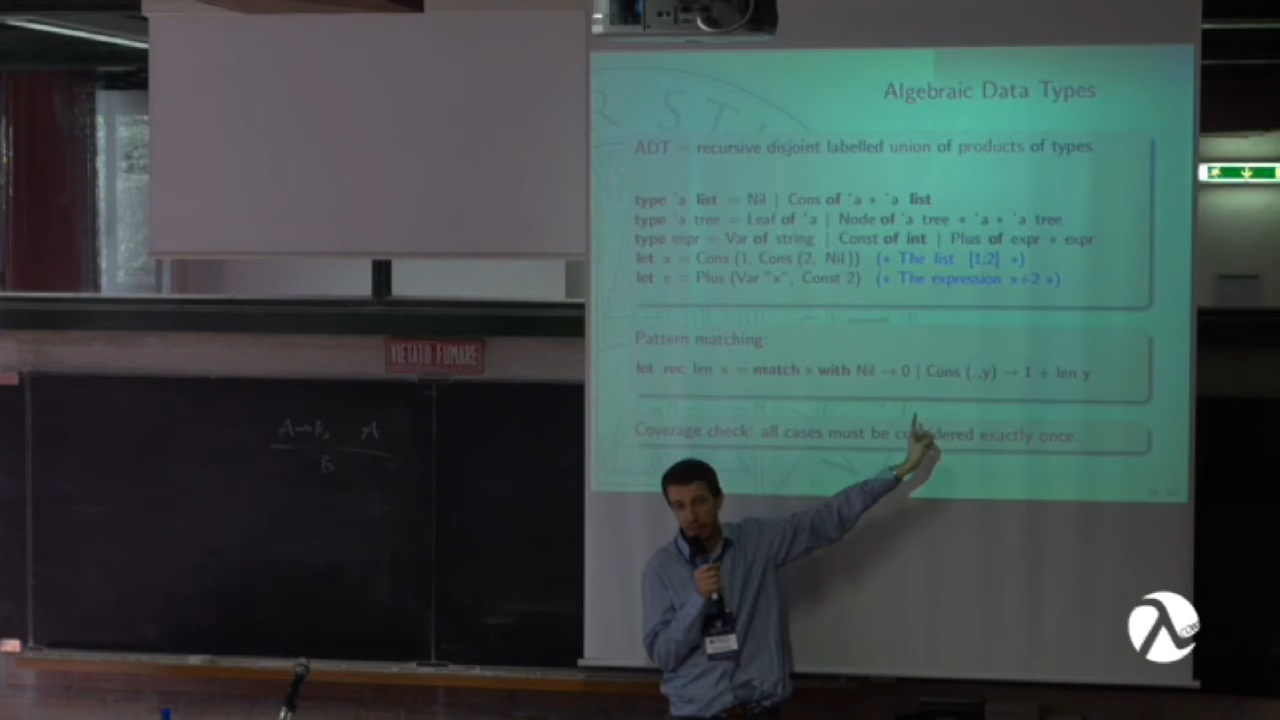 R S T
Algebraic Data Types
ADT = recursive disjoint labelled union of products of types.
type 'a list = Nil | Cons of 'a * 'a list
type 'a tree = Leaf of 'a | Node of 'a tree * 'a * 'a tree
type expr = Var of string | Const of int | Plus of expr * expr
let x = Cons (1, Cons (2, Nil)) (* The list [1;2] *)
let e = Plus (Var "x", Const 2) (* The expression x+2 *)
Pattern matching:
let rec len x = match x with Nil → 0 | Cons (_,y) → 1 + len y
Coverage check: all cases must be considered exactly once.
VIETATO FUMARE
A→B A
B
λ